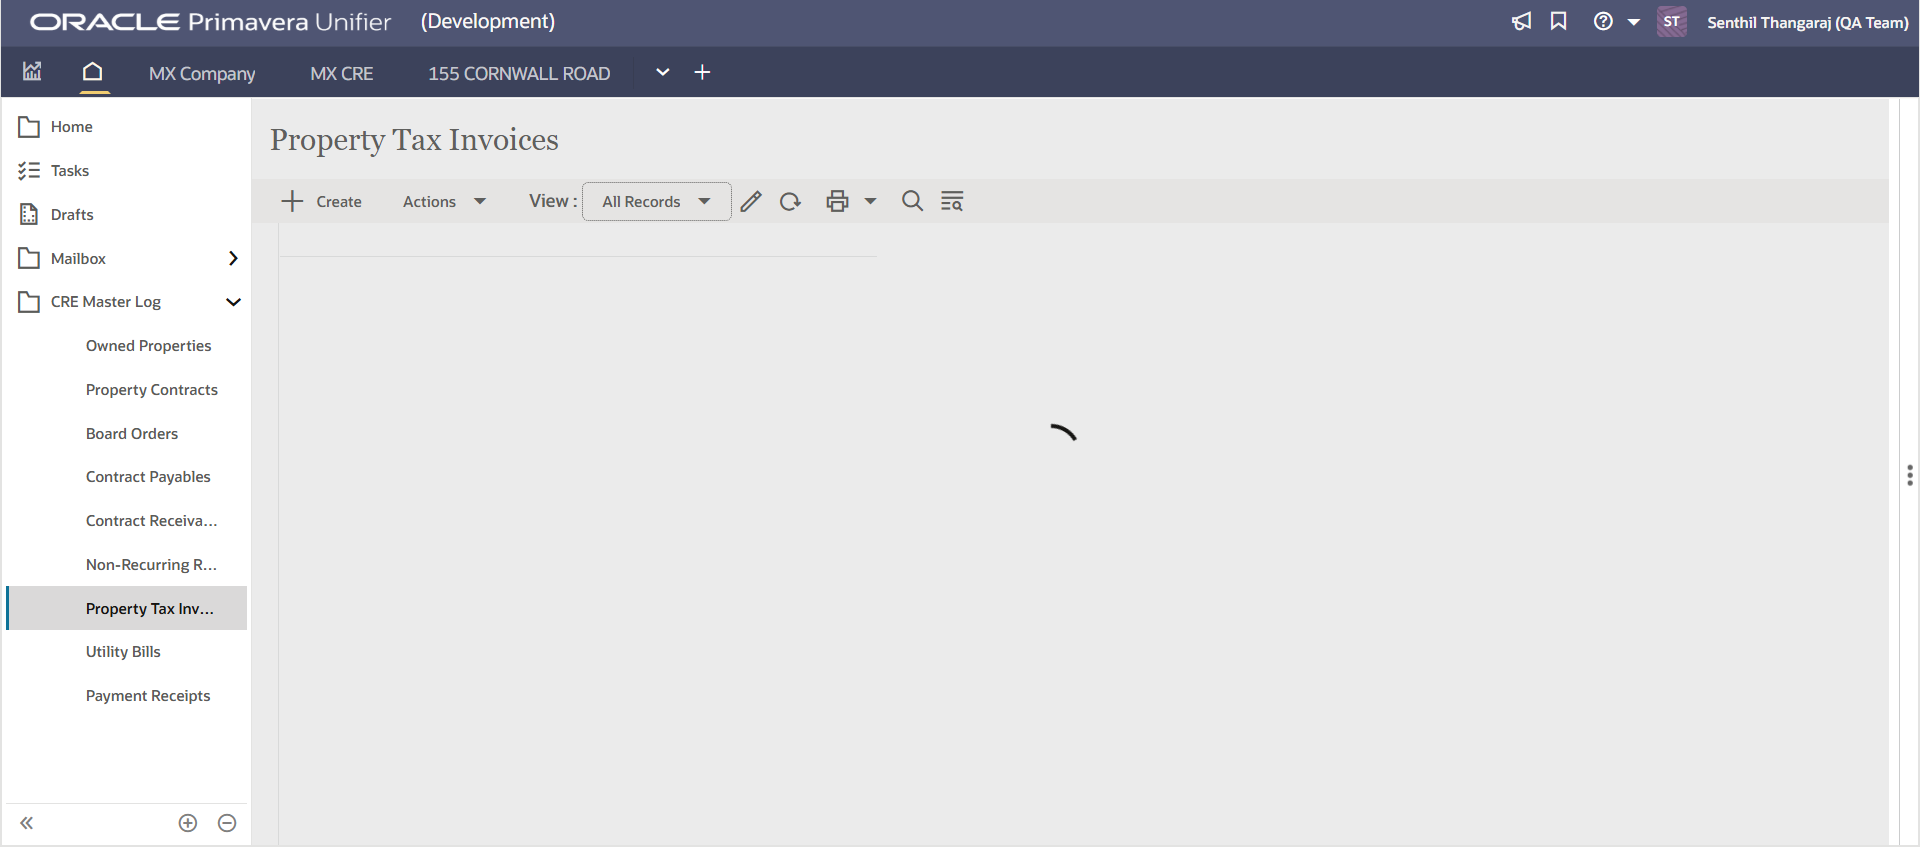 ORACLE Primavera Unifier (Development)
ST Senthil Thangaraj (QA Team)
MX Company MX CRE 155 CORNWALL ROAD
Home
Tasks
Drafts
Mailbox
CRE Master Log
Owned Properties
Property Contracts
Board Orders
Contract Payables
Contract Receiva...
Non-Recurring R...
Property Tax Inv...
Utility Bills
Payment Receipts
Property Tax Invoices
Create Actions View : All Records